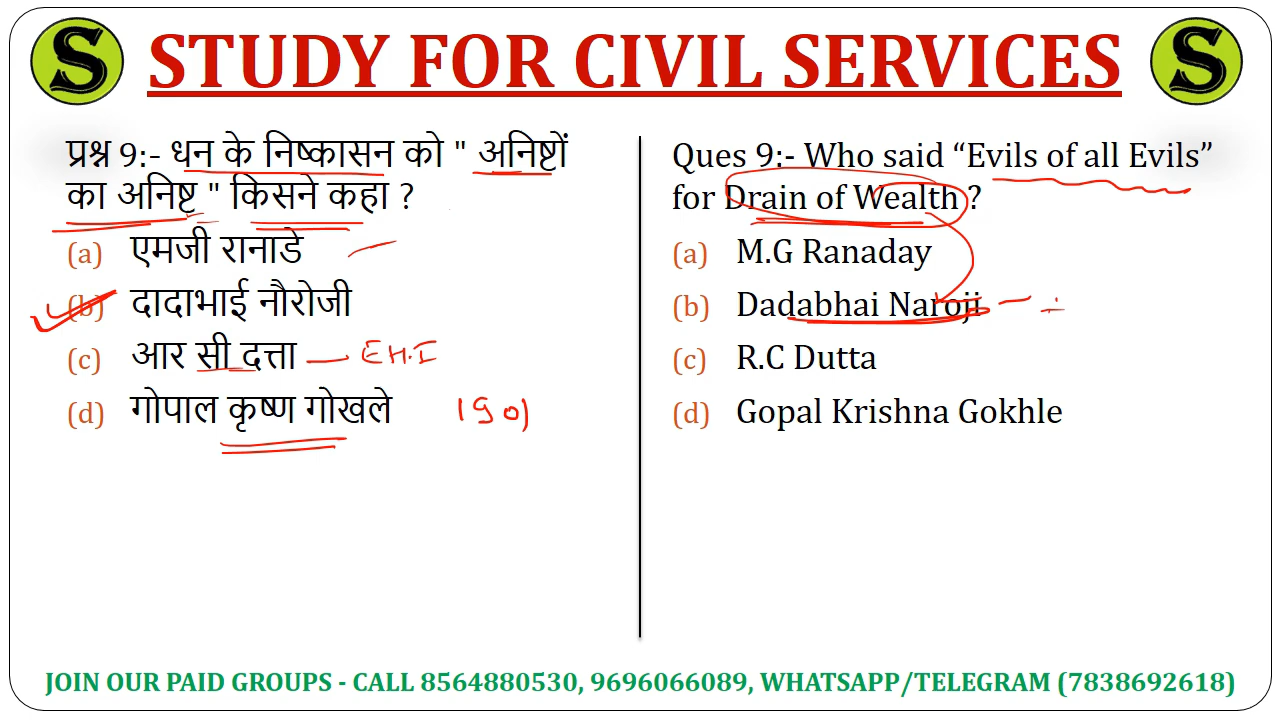 S STUDY FOR CIVIL SERVICES S
प्रश्न 9:- धन के निष्कासन को " अनिष्टों
का अनिष्ट " किसने कहा ?
(a) एमजी रानाडे
(b) दादाभाई नौरोजी
(c) आर सी दत्ता — E.H.I
(d) गोपाल कृष्ण गोखले 1901
Ques 9:- Who said “Evils of all Evils”
for Drain of Wealth ?
(a) M.G Ranaday
(b) Dadabhai Naroji
(c) R.C Dutta
(d) Gopal Krishna Gokhle
JOIN OUR PAID GROUPS - CALL 8564880530, 9696066089, WHATSAPP/TELEGRAM (7838692618)